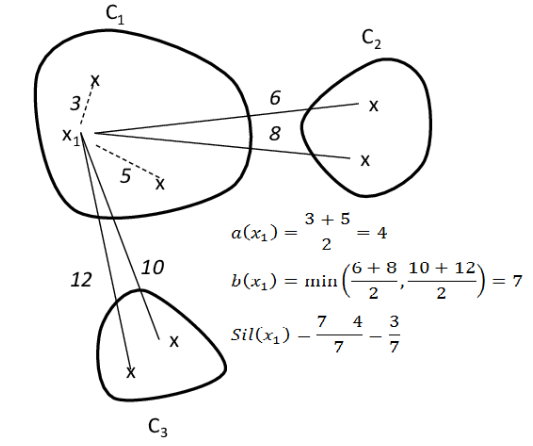 C₁
C₂
x
3
6
x
x₁
8
x
5
x
a(x₁) = (3 + 5)/2 = 4
12
10
b(x₁) = min((6 + 8)/2, (10 + 12)/2) = 7
x
Sil(x₁) − (7 4)/7 − 3/7
x
C₃